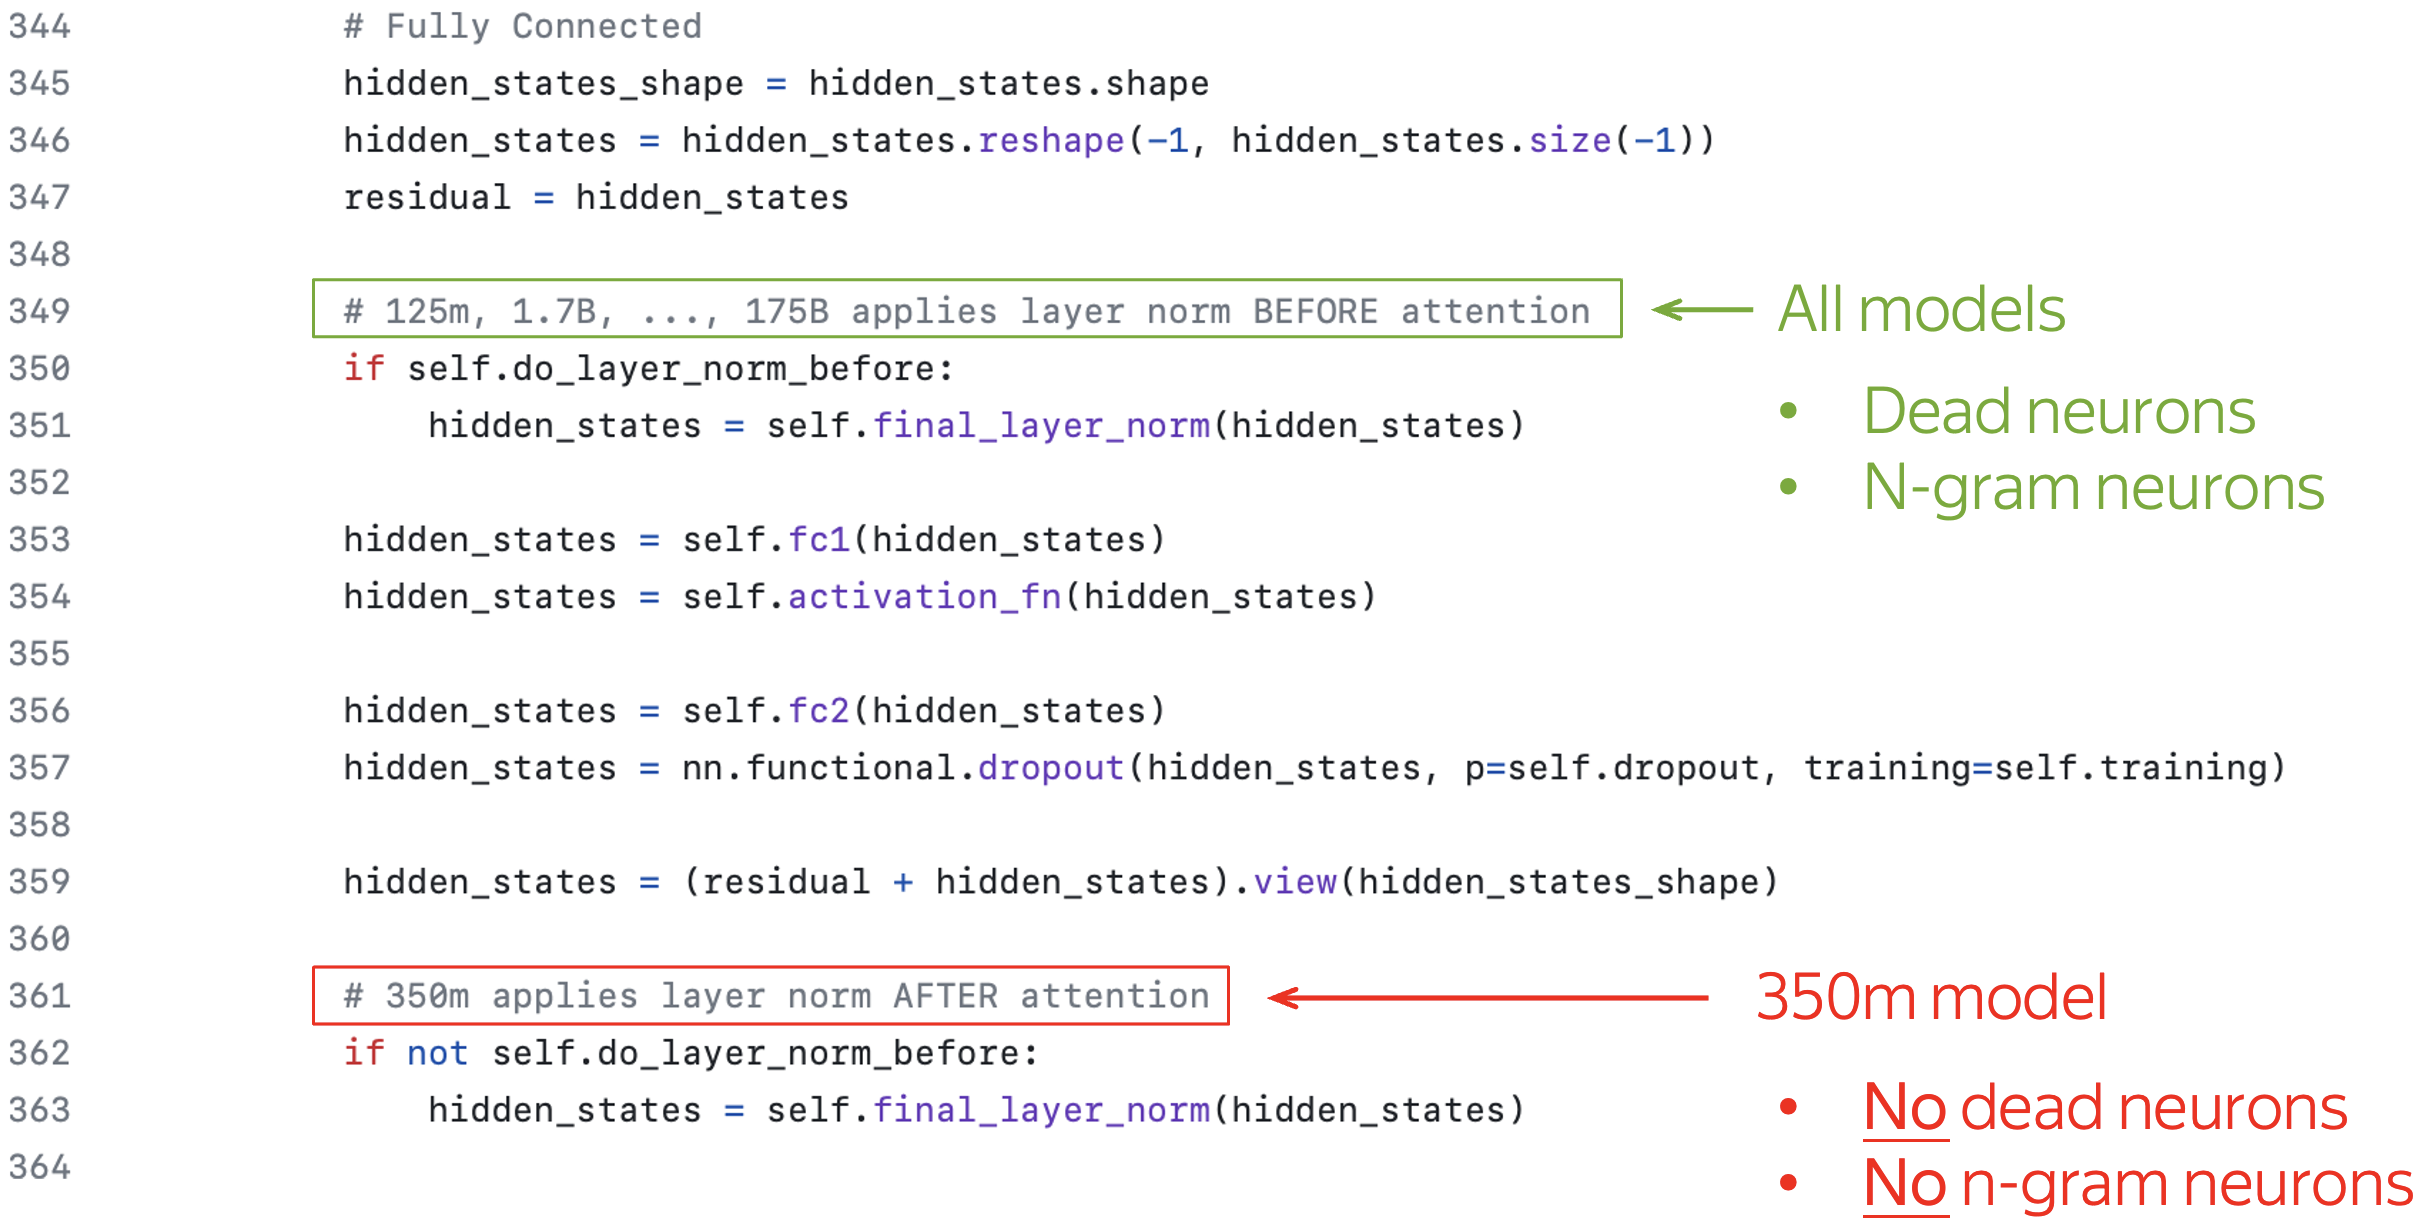 344 # Fully Connected
345 hidden_states_shape = hidden_states.shape
346 hidden_states = hidden_states.reshape(-1, hidden_states.size(-1))
347 residual = hidden_states
348
349 # 125m, 1.7B, ..., 175B applies layer norm BEFORE attention
All models
350 if self.do_layer_norm_before:
351 hidden_states = self.final_layer_norm(hidden_states)
• Dead neurons
352
• N-gram neurons
353 hidden_states = self.fc1(hidden_states)
354 hidden_states = self.activation_fn(hidden_states)
355
356 hidden_states = self.fc2(hidden_states)
357 hidden_states = nn.functional.dropout(hidden_states, p=self.dropout, training=self.training)
358
359 hidden_states = (residual + hidden_states).view(hidden_states_shape)
360
361 # 350m applies layer norm AFTER attention
350m model
362 if not self.do_layer_norm_before:
363 hidden_states = self.final_layer_norm(hidden_states)
• No dead neurons
364
• No n-gram neurons